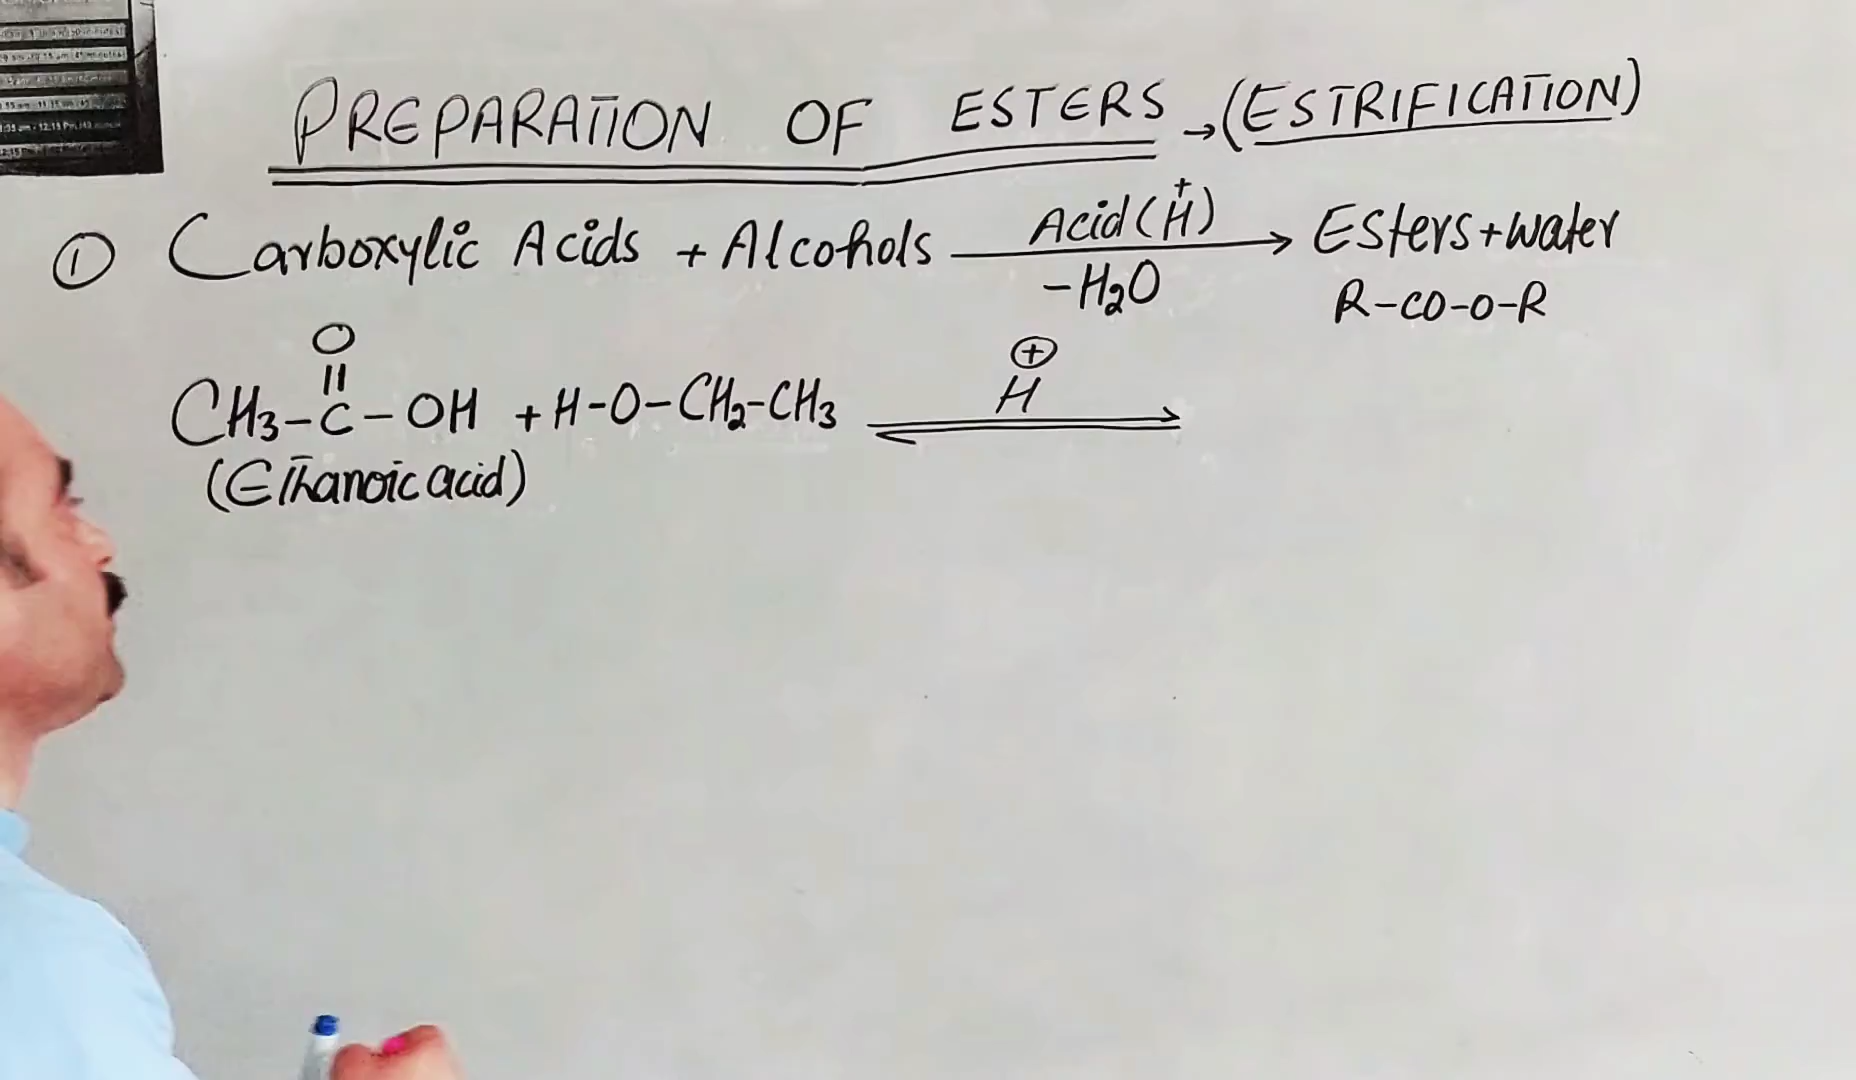 PREPARATION OF ESTERS → (ESTRIFICATION)
① Carboxylic Acids + Alcohols Acid (H⁺) → Esters + water
-H₂O
R-CO-O-R
O
||
CH₃-C-OH + H-O-CH₂-CH₃ ⇌
⊕
H
(Ethanoic acid)